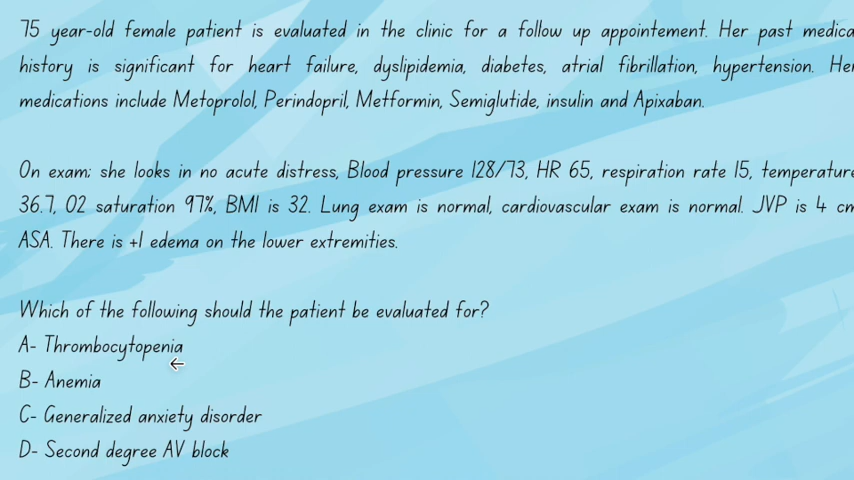 75 year-old female patient is evaluated in the clinic for a follow up appointement. Her past medica
history is significant for heart failure, dyslipidemia, diabetes, atrial fibrillation, hypertension. Her
medications include Metoprolol, Perindopril, Metformin, Semiglutide, insulin and Apixaban.
On exam; she looks in no acute distress, Blood pressure 128/73, HR 65, respiration rate 15, temperature
36.7, O2 saturation 97%, BMI is 32. Lung exam is normal, cardiovascular exam is normal. JVP is 4 cm
ASA. There is +1 edema on the lower extremities.
Which of the following should the patient be evaluated for?
A- Thrombocytopenia
B- Anemia
C- Generalized anxiety disorder
D- Second degree AV block